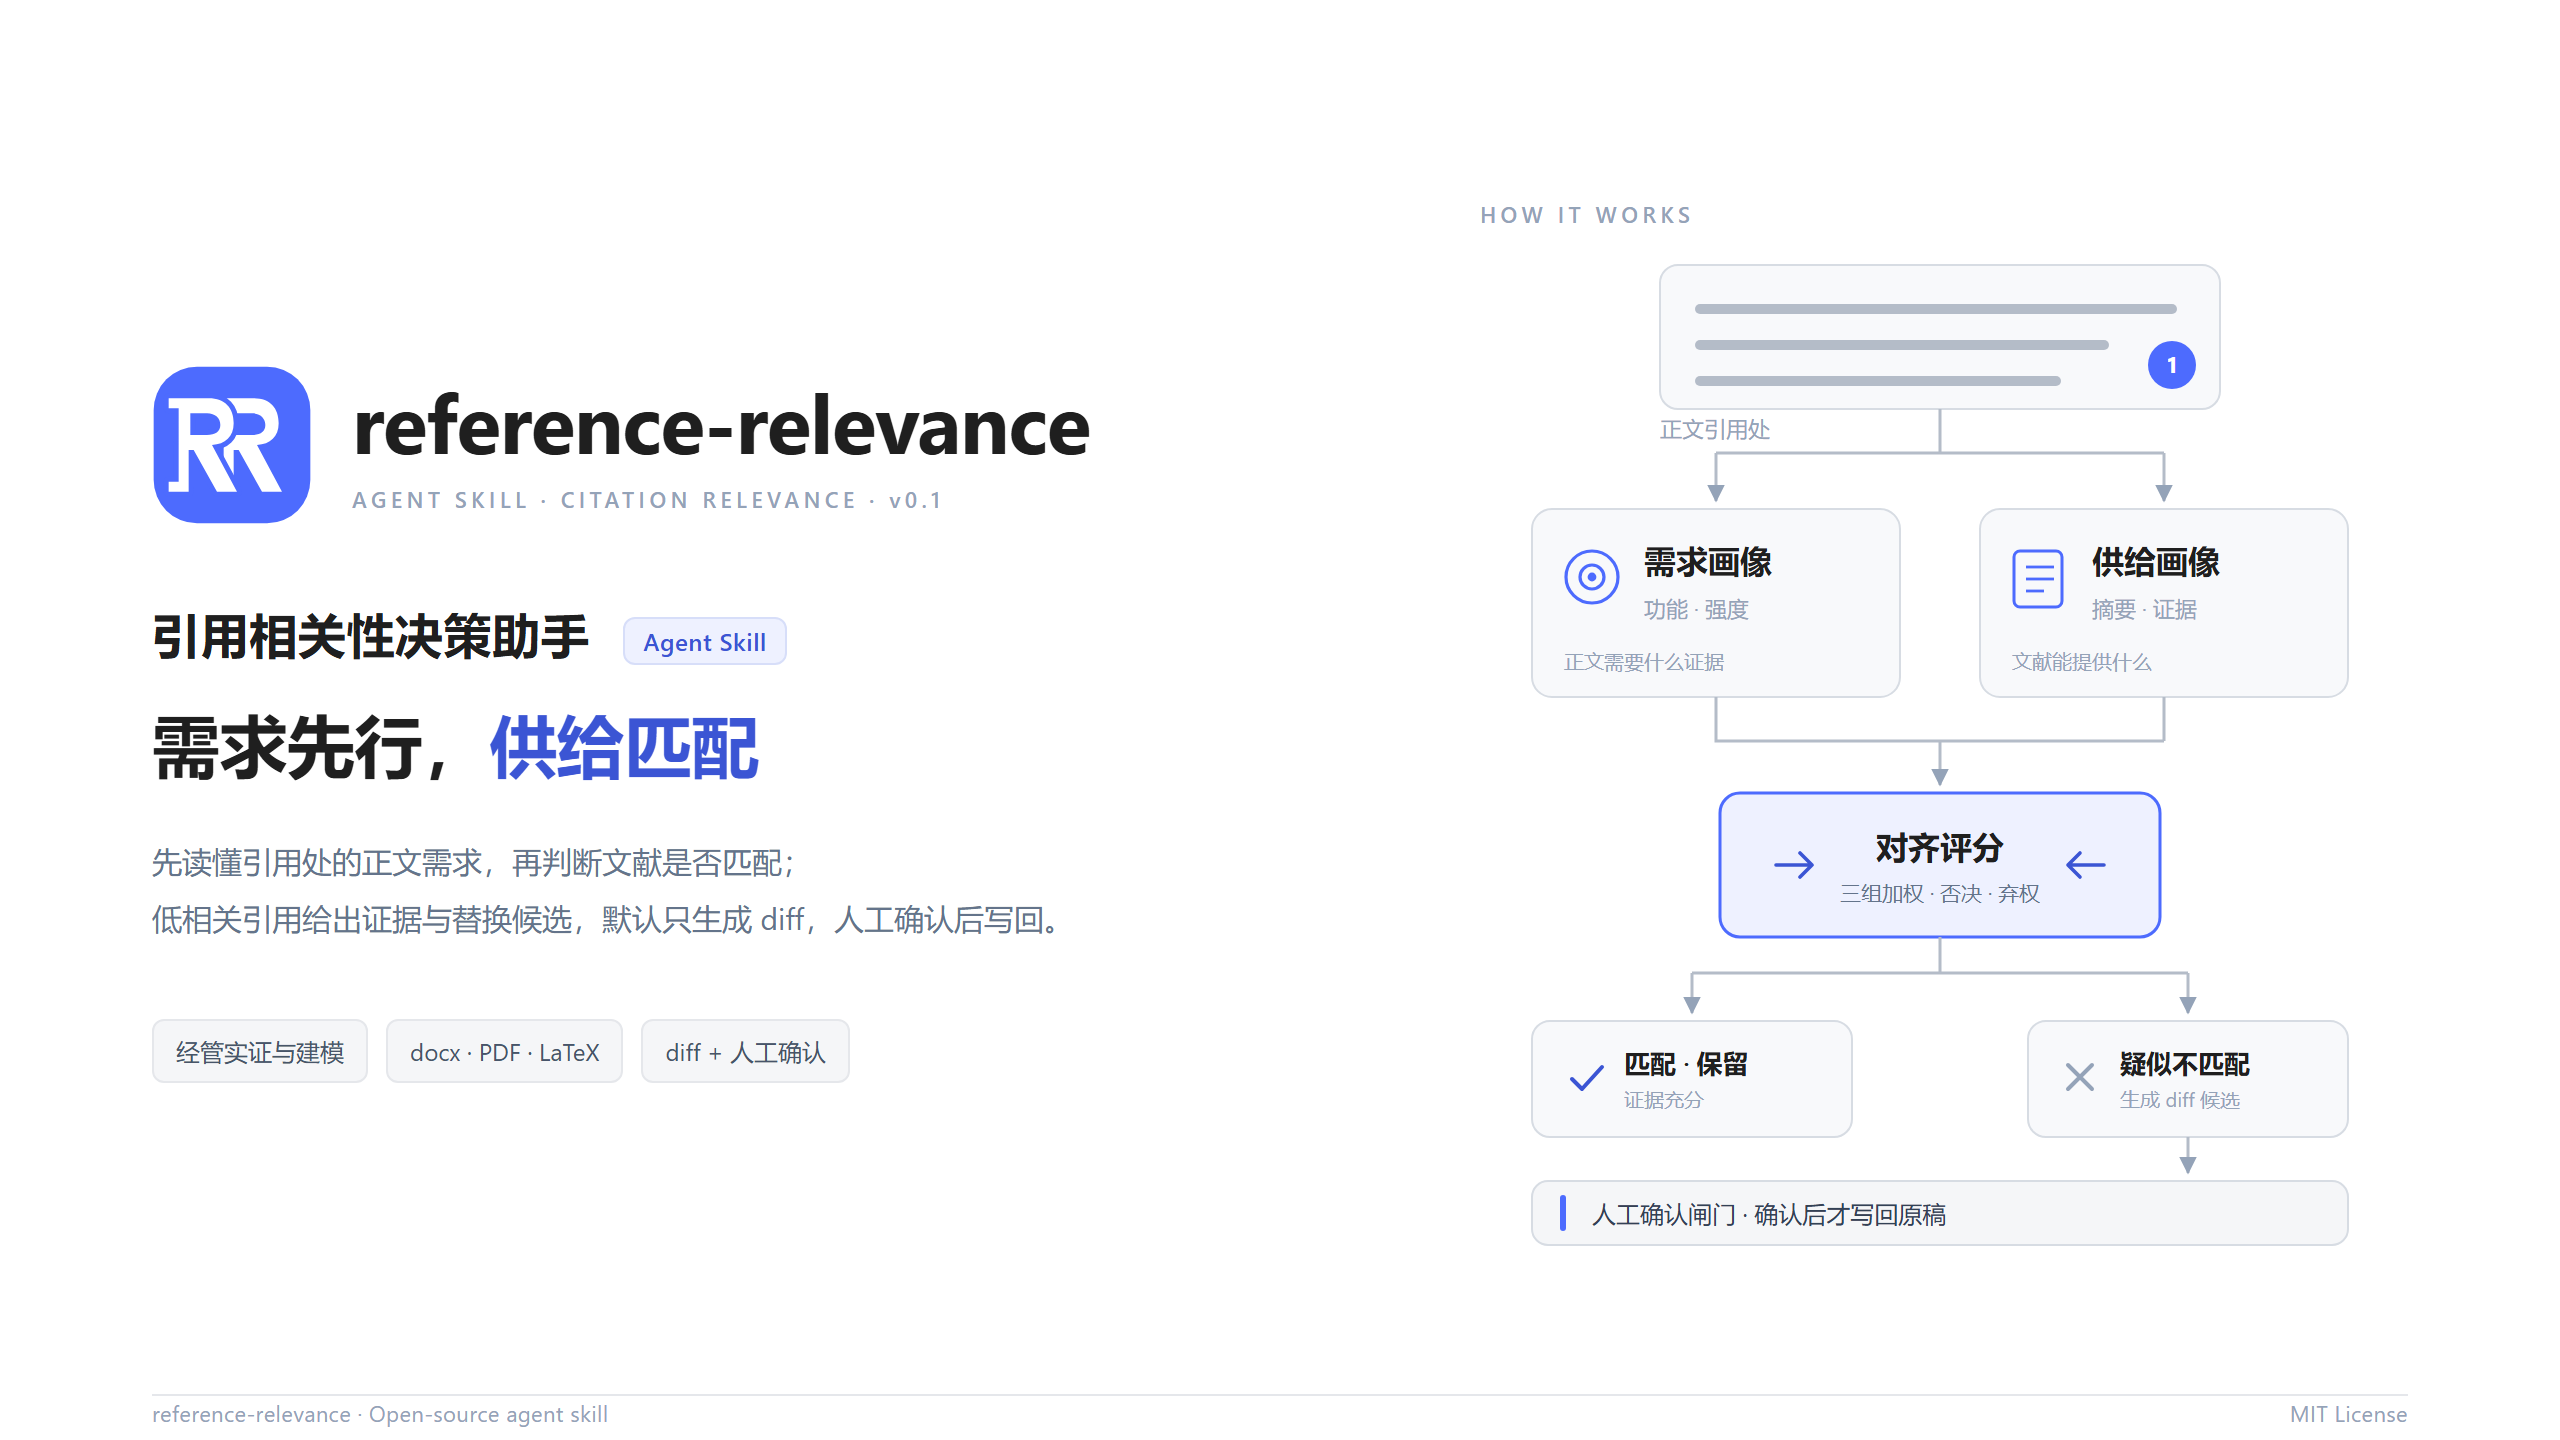 RR
reference-relevance
AGENT SKILL · CITATION RELEVANCE · v0.1
引用相关性决策助手
Agent Skill
需求先行，供给匹配
先读懂引用处的正文需求，再判断文献是否匹配；
低相关引用给出证据与替换候选，默认只生成 diff，人工确认后写回。
经管实证与建模
docx · PDF · LaTeX
diff + 人工确认
HOW IT WORKS
1
正文引用处
需求画像
功能 · 强度
正文需要什么证据
供给画像
摘要 · 证据
文献能提供什么
对齐评分
三组加权 · 否决 · 弃权
匹配 · 保留
证据充分
疑似不匹配
生成 diff 候选
人工确认闸门 · 确认后才写回原稿
reference-relevance · Open-source agent skill
MIT License